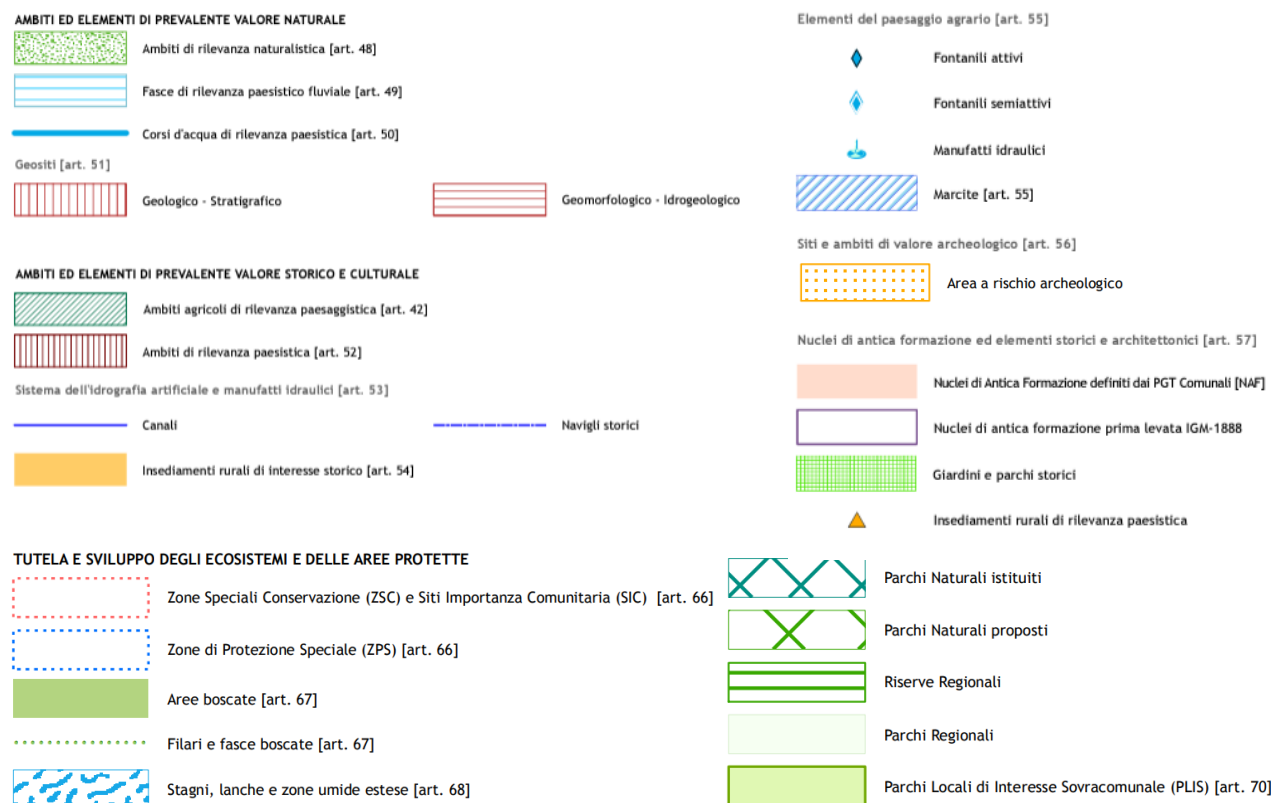 AMBITI ED ELEMENTI DI PREVALENTE VALORE NATURALE
Ambiti di rilevanza naturalistica [art. 48]
Fasce di rilevanza paesistico fluviale [art. 49]
Corsi d'acqua di rilevanza paesistica [art. 50]
Geositi [art. 51]
Geologico - Stratigrafico
Geomorfologico - Idrogeologico
AMBITI ED ELEMENTI DI PREVALENTE VALORE STORICO E CULTURALE
Ambiti agricoli di rilevanza paesaggistica [art. 42]
Ambiti di rilevanza paesistica [art. 52]
Sistema dell'idrografia artificiale e manufatti idraulici [art. 53]
Canali
Navigli storici
Insediamenti rurali di interesse storico [art. 54]
Elementi del paesaggio agrario [art. 55]
Fontanili attivi
Fontanili semiattivi
Manufatti idraulici
Marcite [art. 55]
Siti e ambiti di valore archeologico [art. 56]
Area a rischio archeologico
Nuclei di antica formazione ed elementi storici e architettonici [art. 57]
Nuclei di Antica Formazione definiti dai PGT Comunali [NAF]
Nuclei di antica formazione prima levata IGM-1888
Giardini e parchi storici
Insediamenti rurali di rilevanza paesistica
TUTELA E SVILUPPO DEGLI ECOSISTEMI E DELLE AREE PROTETTE
Zone Speciali Conservazione (ZSC) e Siti Importanza Comunitaria (SIC) [art. 66]
Zone di Protezione Speciale (ZPS) [art. 66]
Aree boscate [art. 67]
Filari e fasce boscate [art. 67]
Stagni, lanche e zone umide estese [art. 68]
Parchi Naturali istituiti
Parchi Naturali proposti
Riserve Regionali
Parchi Regionali
Parchi Locali di Interesse Sovracomunale (PLIS) [art. 70]